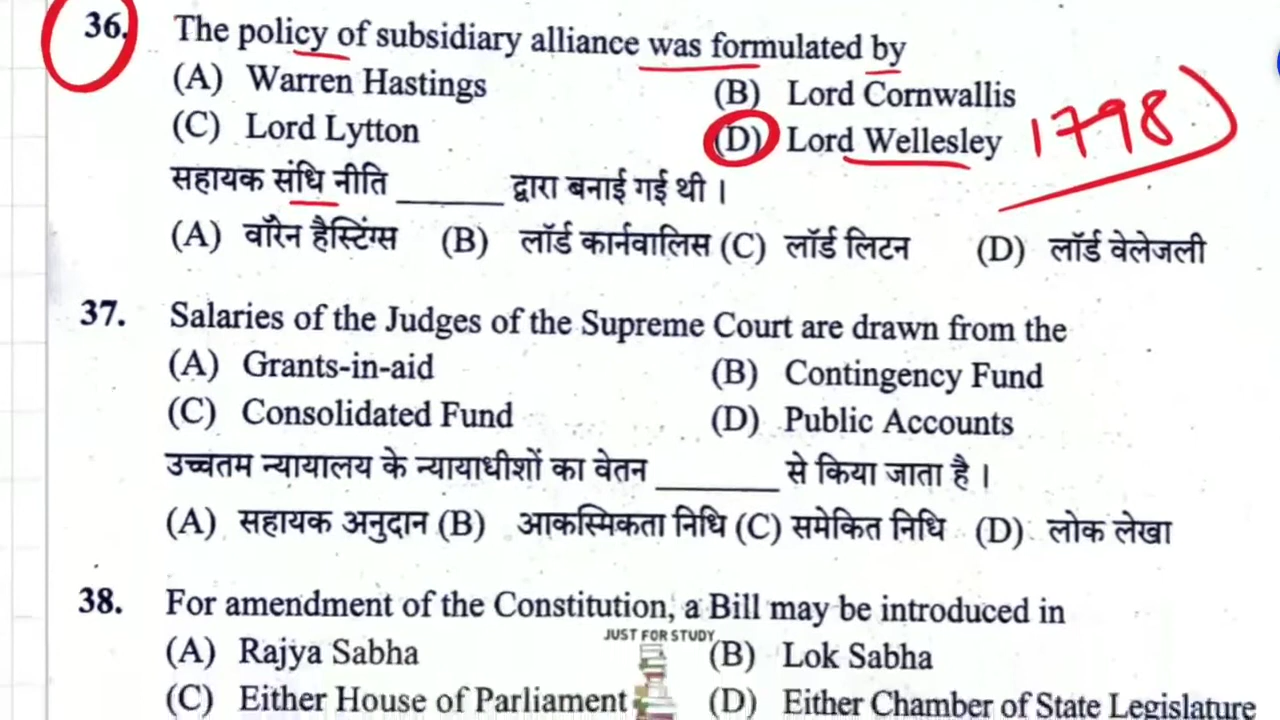 36. The policy of subsidiary alliance was formulated by
(A) Warren Hastings (B) Lord Cornwallis
(C) Lord Lytton (D) Lord Wellesley 1798
सहायक संधि नीति ________ द्वारा बनाई गई थी ।
(A) वॉरेन हैस्टिंग्स (B) लॉर्ड कार्नवालिस (C) लॉर्ड लिटन (D) लॉर्ड वेलेजली
37. Salaries of the Judges of the Supreme Court are drawn from the
(A) Grants-in-aid (B) Contingency Fund
(C) Consolidated Fund (D) Public Accounts
उच्चतम न्यायालय के न्यायाधीशों का वेतन ________ से किया जाता है ।
(A) सहायक अनुदान (B) आकस्मिकता निधि (C) समेकित निधि (D) लोक लेखा
38. For amendment of the Constitution, a Bill may be introduced in
JUST FOR STUDY
(A) Rajya Sabha (B) Lok Sabha
(C) Either House of Parliament (D) Either Chamber of State Legislature